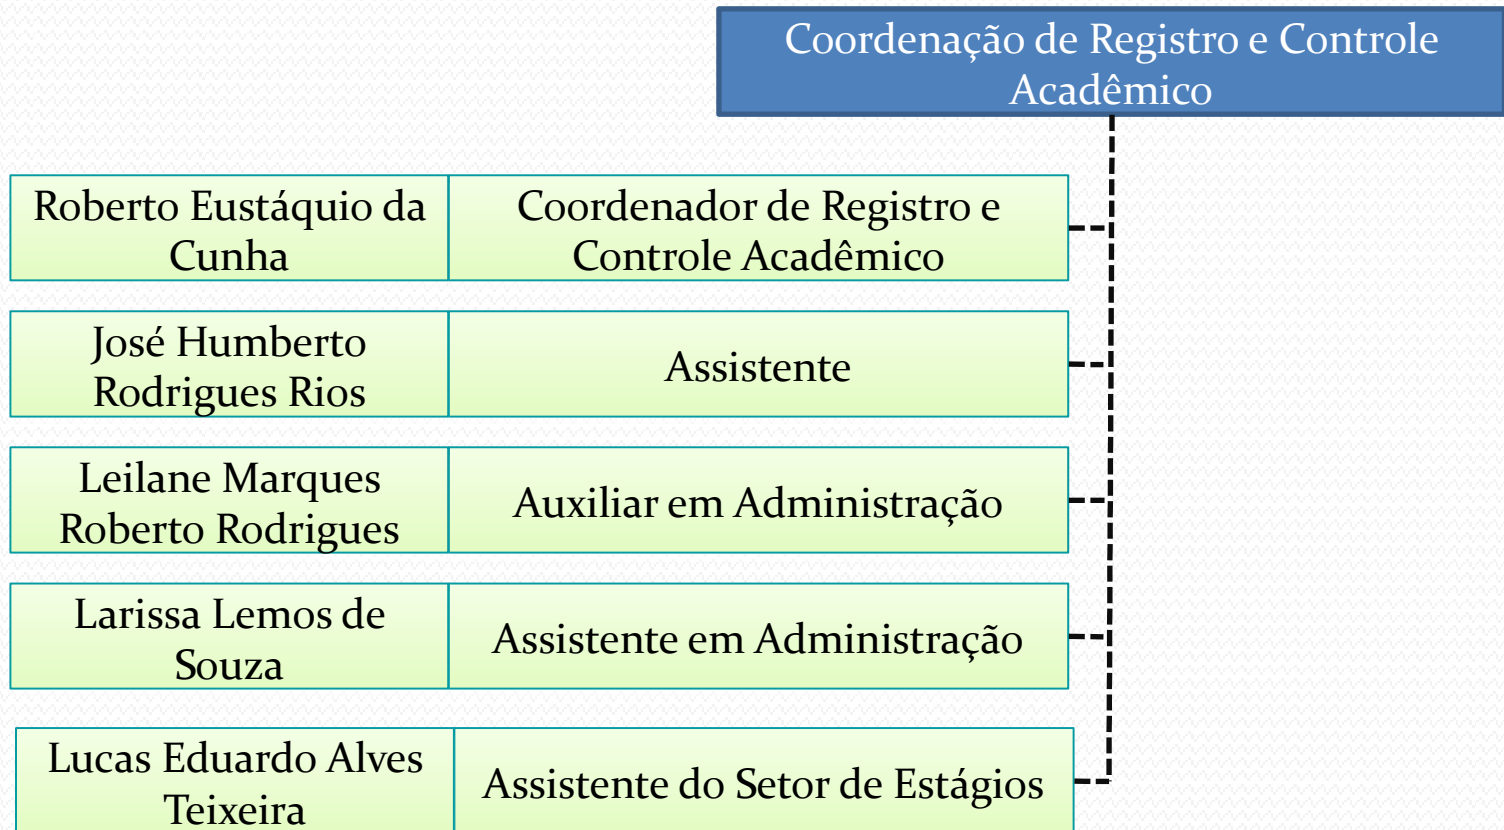 Coordenação de Registro e Controle
Acadêmico
Roberto Eustáquio da
Cunha
Coordenador de Registro e
Controle Acadêmico
José Humberto
Rodrigues Rios
Assistente
Leilane Marques
Roberto Rodrigues
Auxiliar em Administração
Larissa Lemos de
Souza
Assistente em Administração
Lucas Eduardo Alves
Teixeira
Assistente do Setor de Estágios